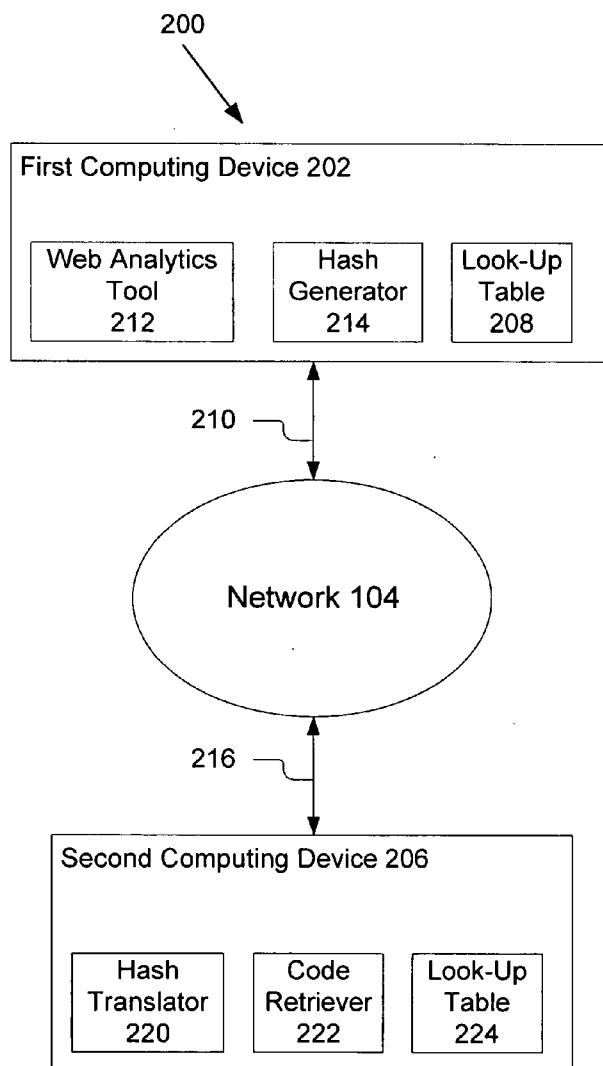 200
First Computing Device 202
Web Analytics
Tool
212
Hash
Generator
214
Look-Up
Table
208
210
Network 104
216
Second Computing Device 206
Hash
Translator
220
Code
Retriever
222
Look-Up
Table
224